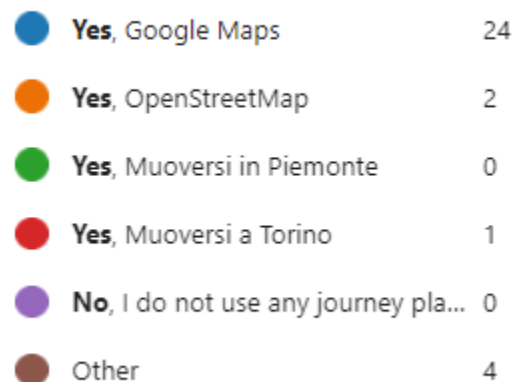 Yes, Google Maps 24
Yes, OpenStreetMap 2
Yes, Muoversi in Piemonte 0
Yes, Muoversi a Torino 1
No, I do not use any journey pla... 0
Other 4